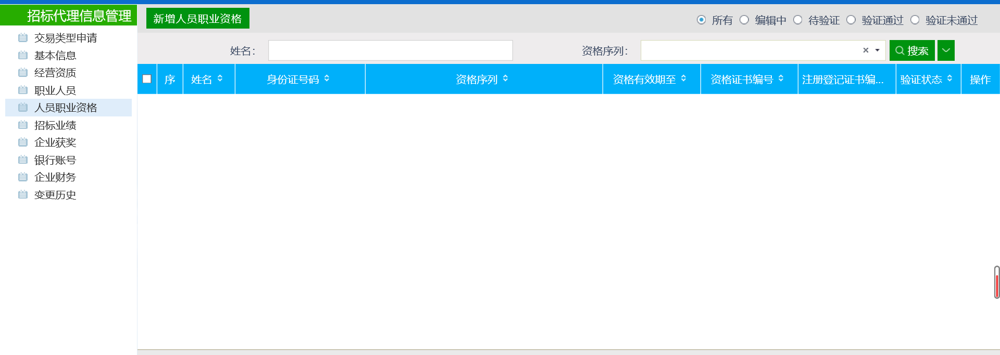 招标代理信息管理
交易类型申请
基本信息
经营资质
职业人员
人员职业资格
招标业绩
企业获奖
银行账号
企业财务
变更历史
新增人员职业资格
所有 编辑中 待验证 验证通过 验证未通过
姓名： 资格序列： 搜索
序 姓名 身份证号码 资格序列 资格有效期至 资格证书编号 注册登记证书编... 验证状态 操作